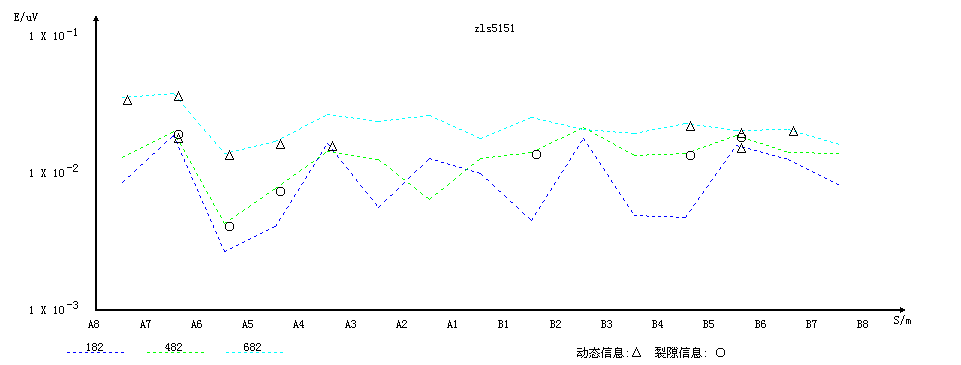 E/uV
zls5151
1 X 10-1
1 X 10-2
1 X 10-3
A8 A7 A6 A5 A4 A3 A2 A1 B1 B2 B3 B4 B5 B6 B7 B8 S/m
182 482 682 动态信息:△ 裂隙信息: ○